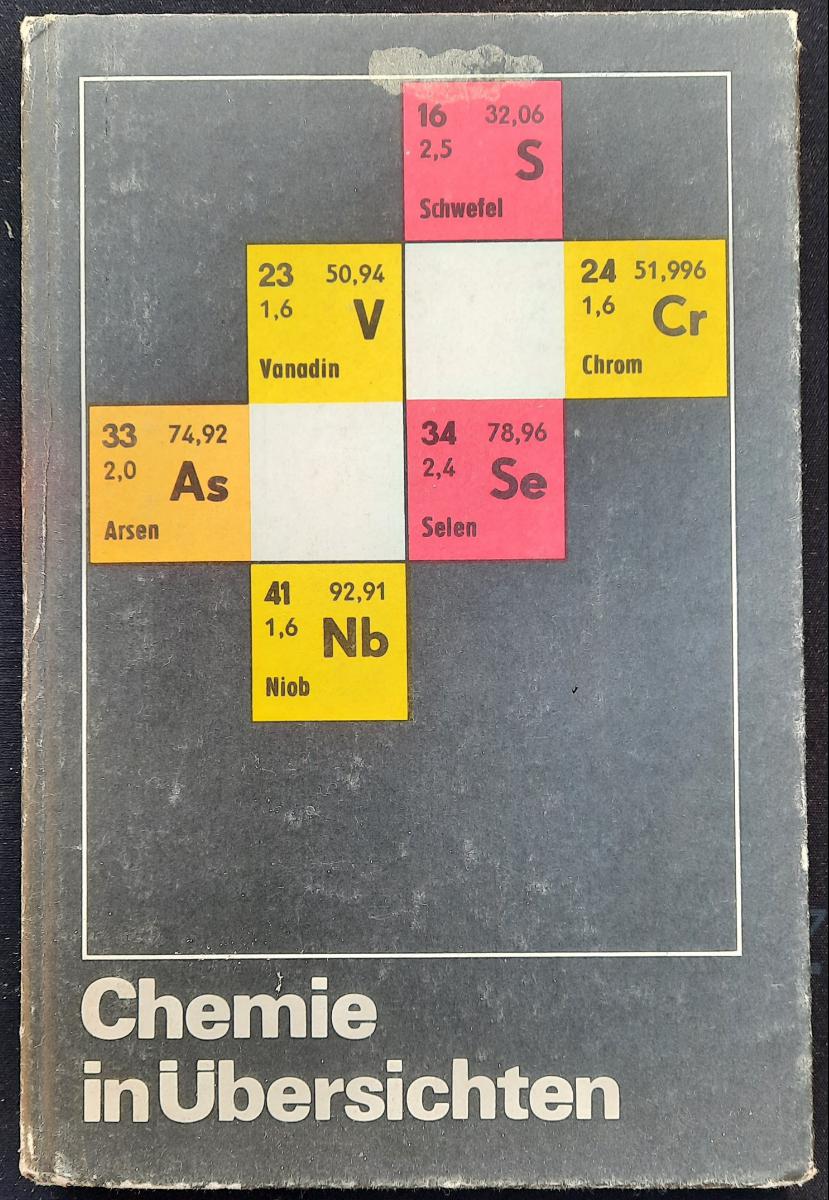 16 32,06
2,5 S
Schwefel
23 50,94
1,6 V
Vanadin
24 51,996
1,6 Cr
Chrom
33 74,92
2,0 As
Arsen
34 78,96
2,4 Se
Selen
41 92,91
1,6 Nb
Niob
Chemie
in Übersichten